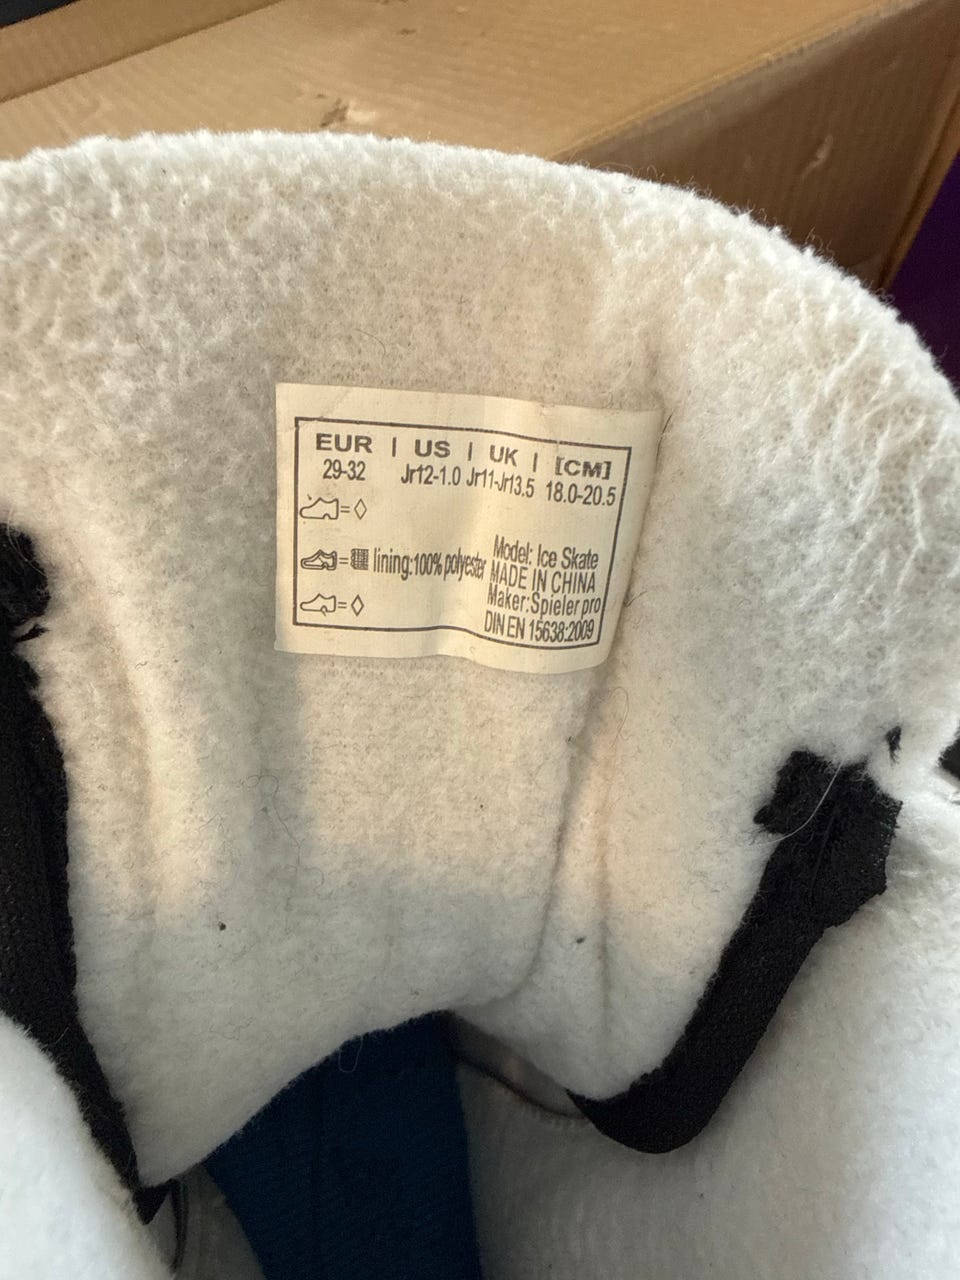 EUR | US | UK | [CM]
29-32 Jr12-1.0 Jr11-Jr13.5 18.0-20.5
=◊
= lining:100% polyester
=◊
Model: Ice Skate
MADE IN CHINA
Maker:Spieler pro
DIN EN 15638:2009